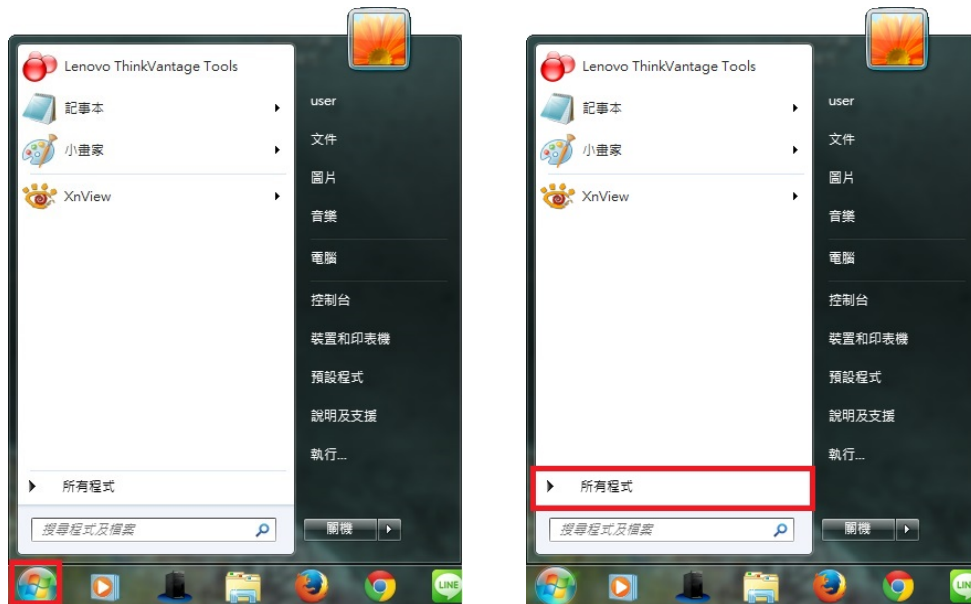 Lenovo ThinkVantage Tools
記事本
小畫家
XnView
所有程式
搜尋程式及檔案
user
文件
圖片
音樂
電腦
控制台
裝置和印表機
預設程式
說明及支援
執行...
關機
LINE
Lenovo ThinkVantage Tools
記事本
小畫家
XnView
所有程式
搜尋程式及檔案
user
文件
圖片
音樂
電腦
控制台
裝置和印表機
預設程式
說明及支援
執行...
關機